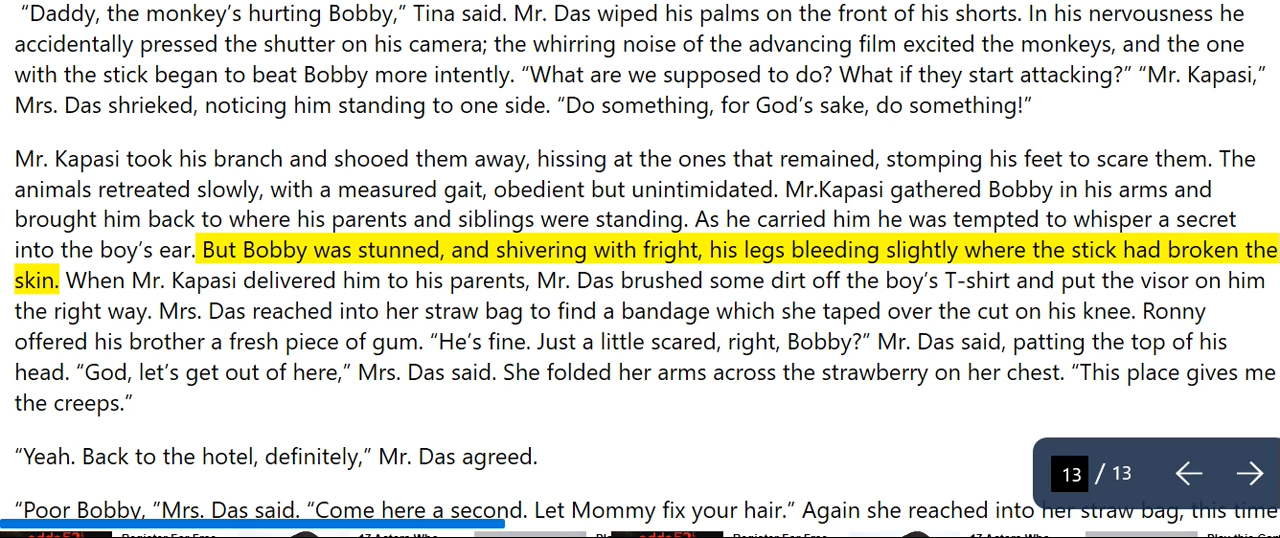 “Daddy, the monkey’s hurting Bobby,” Tina said. Mr. Das wiped his palms on the front of his shorts. In his nervousness he
accidentally pressed the shutter on his camera; the whirring noise of the advancing film excited the monkeys, and the one
with the stick began to beat Bobby more intently. “What are we supposed to do? What if they start attacking?” “Mr. Kapasi,”
Mrs. Das shrieked, noticing him standing to one side. “Do something, for God’s sake, do something!”
Mr. Kapasi took his branch and shooed them away, hissing at the ones that remained, stomping his feet to scare them. The
animals retreated slowly, with a measured gait, obedient but unintimidated. Mr.Kapasi gathered Bobby in his arms and
brought him back to where his parents and siblings were standing. As he carried him he was tempted to whisper a secret
into the boy’s ear. But Bobby was stunned, and shivering with fright, his legs bleeding slightly where the stick had broken the
skin. When Mr. Kapasi delivered him to his parents, Mr. Das brushed some dirt off the boy’s T-shirt and put the visor on him
the right way. Mrs. Das reached into her straw bag to find a bandage which she taped over the cut on his knee. Ronny
offered his brother a fresh piece of gum. “He’s fine. Just a little scared, right, Bobby?” Mr. Das said, patting the top of his
head. “God, let’s get out of here,” Mrs. Das said. She folded her arms across the strawberry on her chest. “This place gives me
the creeps.”
“Yeah. Back to the hotel, definitely,” Mr. Das agreed.
13 / 13
“Poor Bobby, ”Mrs. Das said. “Come here a second. Let Mommy fix your hair.” Again she reached into her straw bag, this time
Register For Free 17 Actors Who Register For Free 17 Actors Who